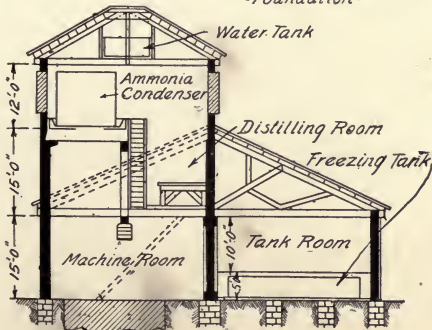 Foundation
Water Tank
Ammonia
Condenser
12'-0"
Distilling Room
Freezing Tank
15'-0"
10'-0"
Tank Room
15'-0"
Machine Room